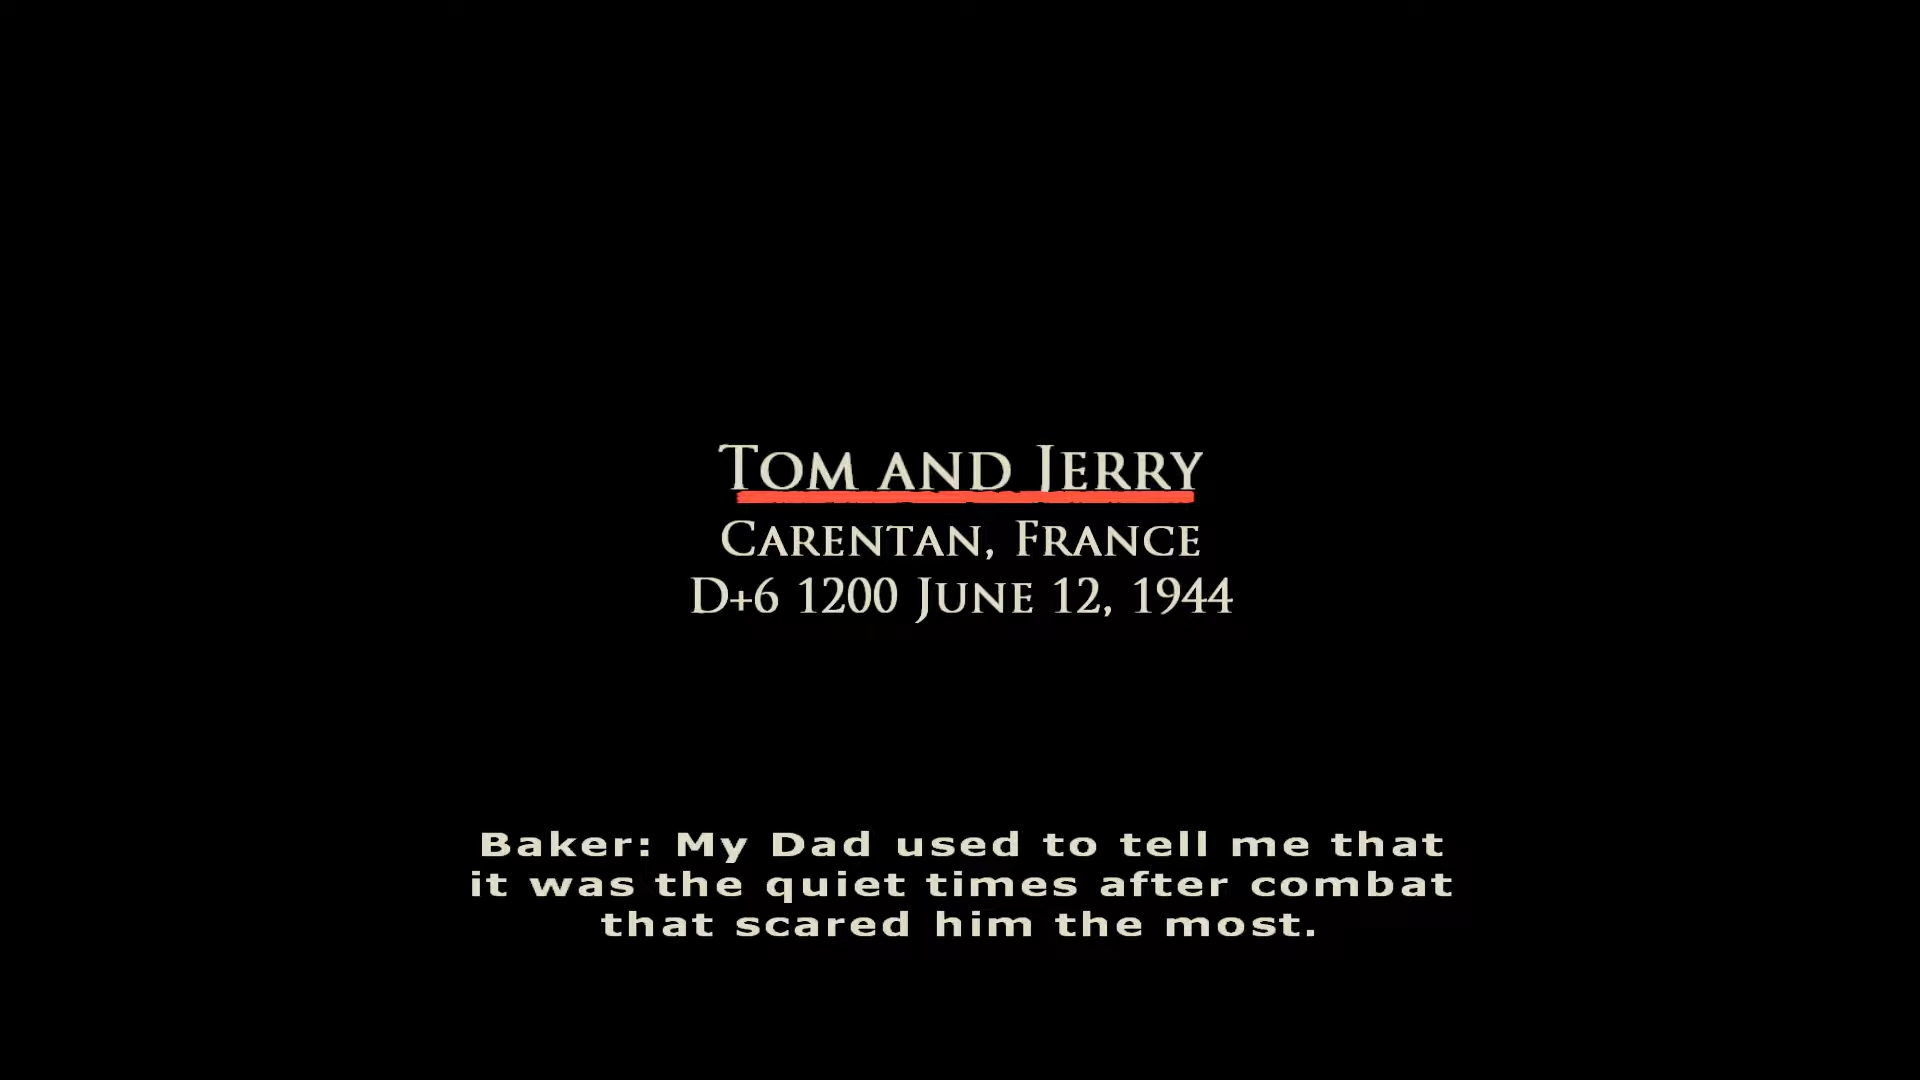 Tom and Jerry
Carentan, France
D+6 1200 June 12, 1944
Baker: My Dad used to tell me that
it was the quiet times after combat
that scared him the most.